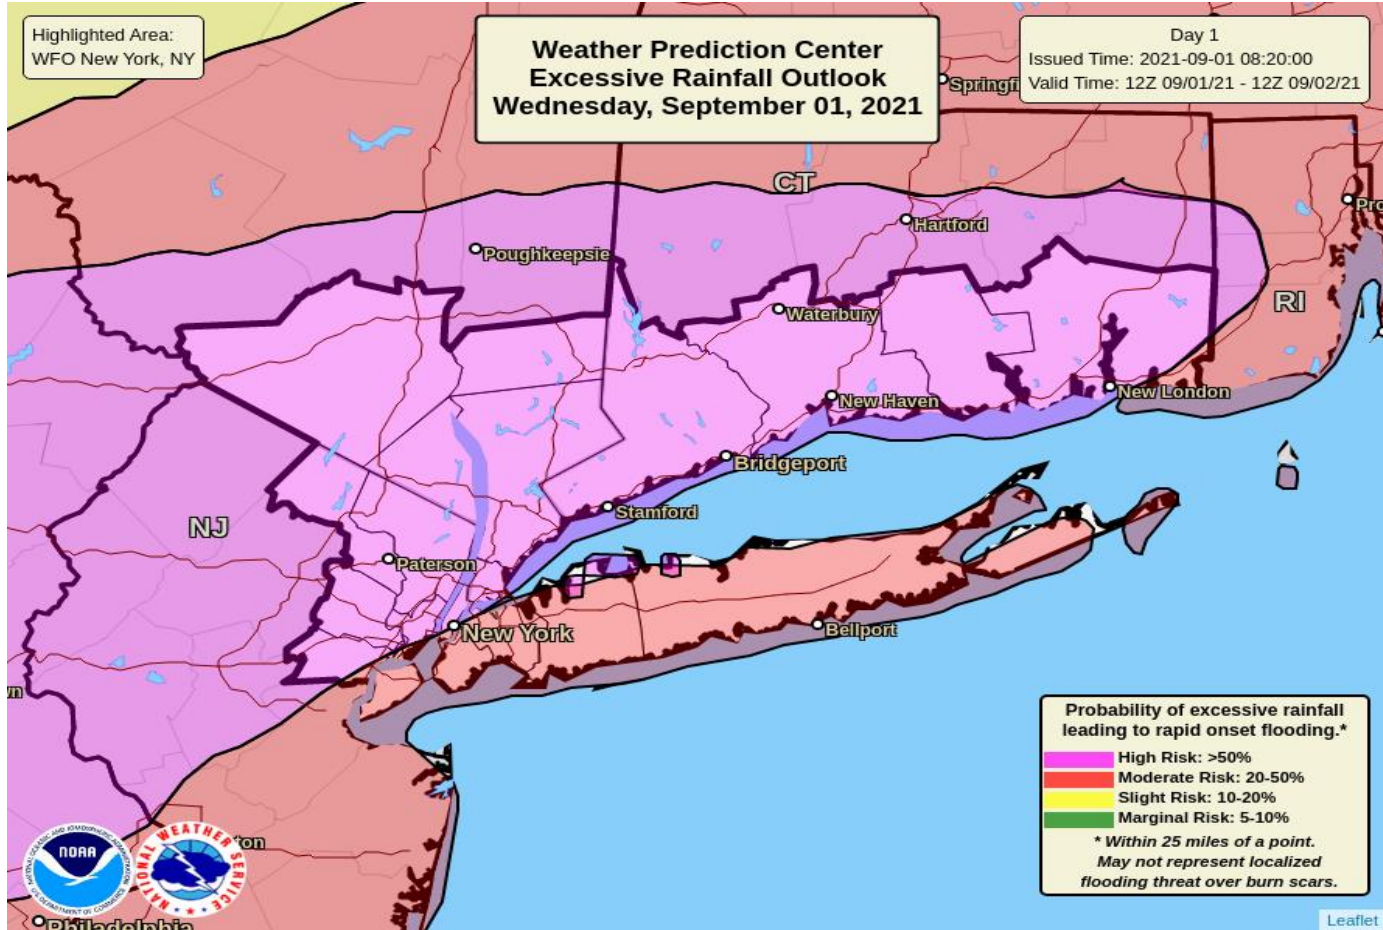 Highlighted Area:
WFO New York, NY
Weather Prediction Center
Excessive Rainfall Outlook
Wednesday, September 01, 2021
Day 1
Issued Time: 2021-09-01 08:20:00
Valid Time: 12Z 09/01/21 - 12Z 09/02/21
Springfi
CT
Hartford
Pro
Poughkeepsie
RI
Waterbury
New Haven
New London
Bridgeport
Stamford
NJ
Paterson
New York
Bellport
wn
Probability of excessive rainfall
leading to rapid onset flooding.*
High Risk: >50%
Moderate Risk: 20-50%
Slight Risk: 10-20%
Marginal Risk: 5-10%
* Within 25 miles of a point.
May not represent localized
flooding threat over burn scars.
NOAA
NATIONAL WEATHER SERVICE
ton
Philadelphia
Leaflet